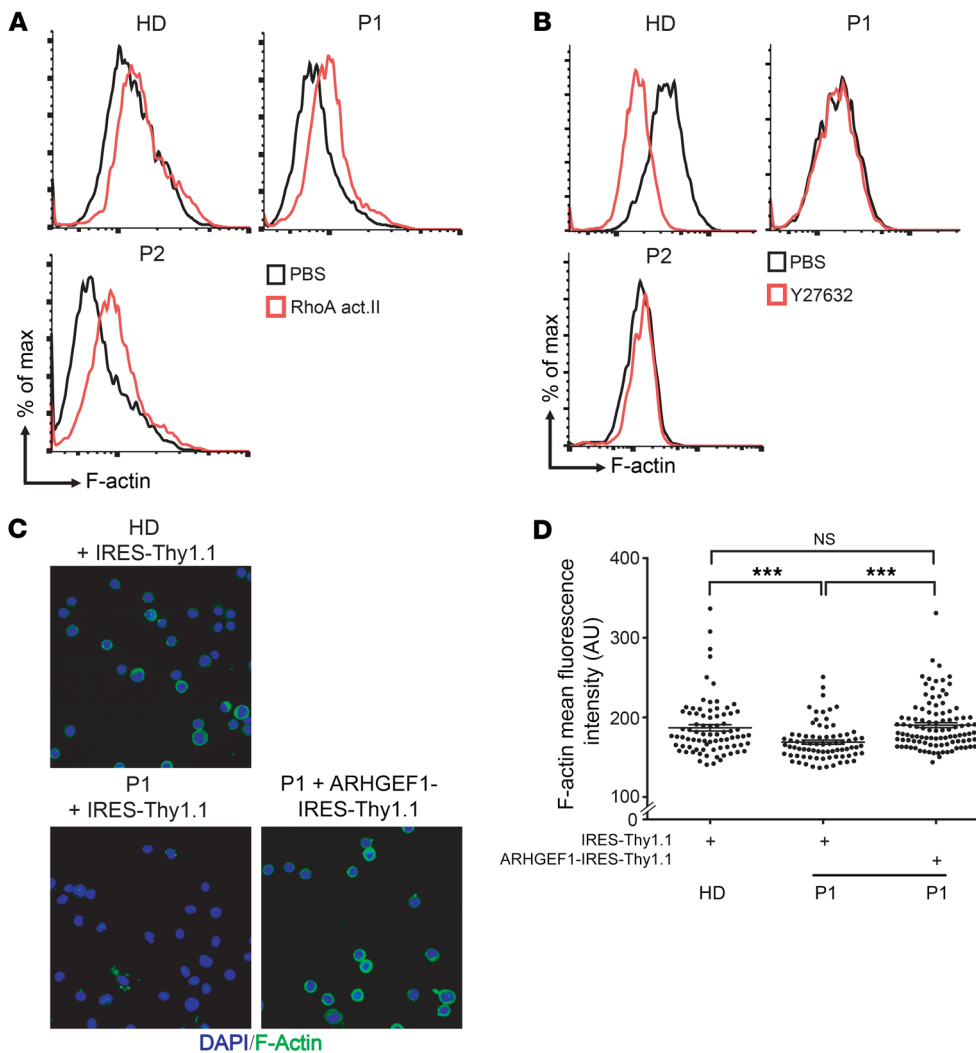 A
HD
P1
P2
PBS
RhoA act.II
% of max
F-actin
B
HD
P1
P2
PBS
Y27632
% of max
F-actin
C
HD
+ IRES-Thy1.1
P1
+ IRES-Thy1.1
P1 + ARHGEF1-
IRES-Thy1.1
DAPI/F-Actin
D
NS
*** ***
F-actin mean fluorescence
intensity (AU)
400
300
200
100
0
IRES-Thy1.1 + +
ARHGEF1-IRES-Thy1.1 +
HD P1 P1